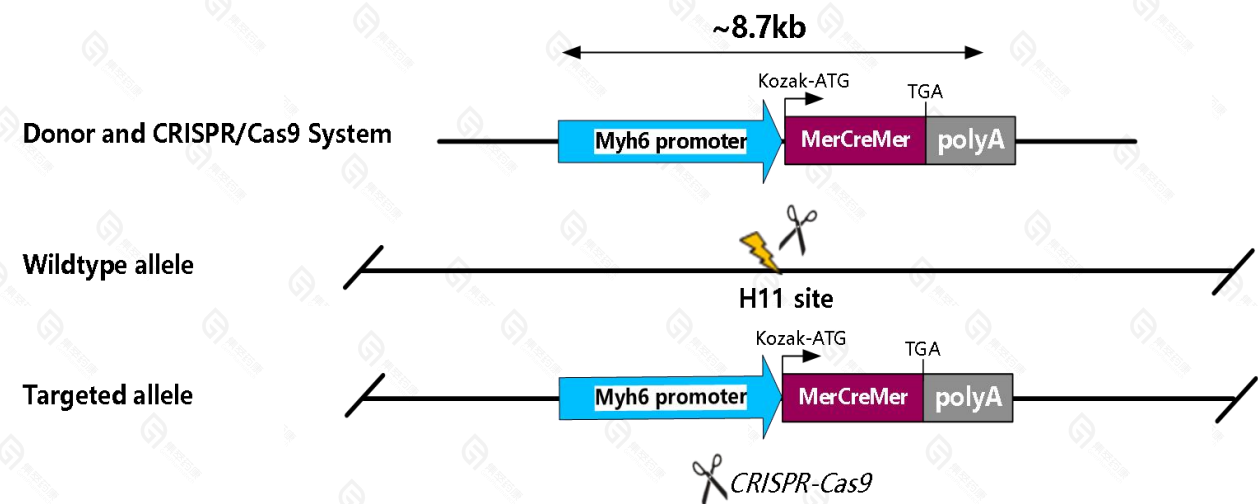 ~8.7kb
Kozak-ATG
TGA
Donor and CRISPR/Cas9 System
Myh6 promoter
MerCreMer
polyA
Wildtype allele
H11 site
Kozak-ATG
TGA
Targeted allele
Myh6 promoter
MerCreMer
polyA
CRISPR-Cas9